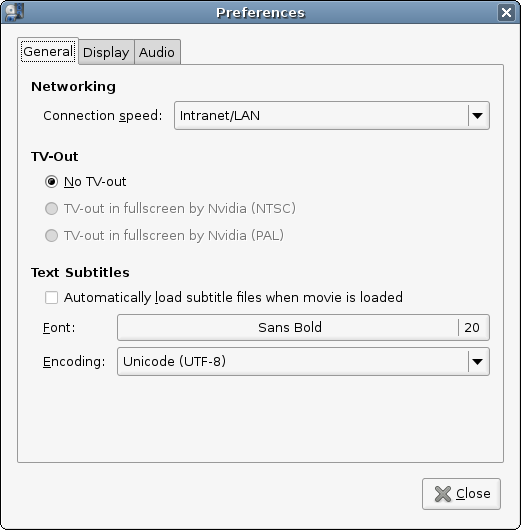 Preferences
General Display Audio
Networking
Connection speed: Intranet/LAN
TV-Out
No TV-out
TV-out in fullscreen by Nvidia (NTSC)
TV-out in fullscreen by Nvidia (PAL)
Text Subtitles
Automatically load subtitle files when movie is loaded
Font: Sans Bold 20
Encoding: Unicode (UTF-8)
Close